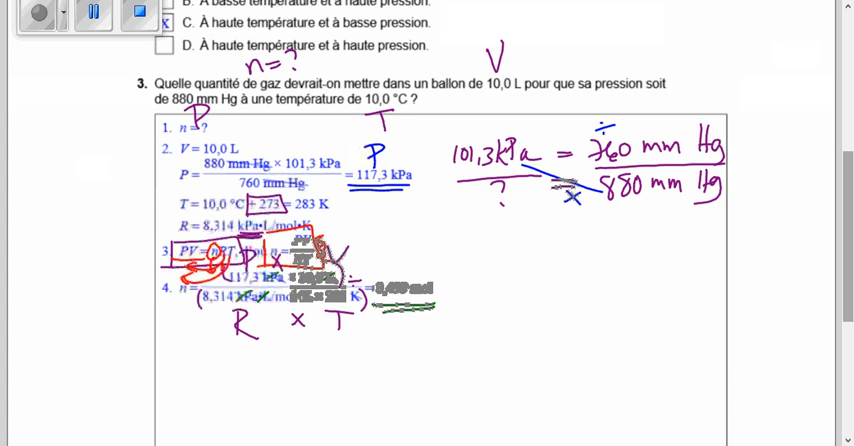 B. À basse température et à haute pression.
x C. À haute température et à basse pression.
D. À haute température et à haute pression.
n = ? V
3. Quelle quantité de gaz devrait-on mettre dans un ballon de 10,0 L pour que sa pression soit
de 880 mm Hg à une température de 10,0 °C ?
P T
1. n = ?
2. V = 10,0 L
P = 880 mm Hg × 101,3 kPa / 760 mm Hg = 117,3 kPa
P
101,3 kPa = 760 mm Hg
÷
? = 880 mm Hg
x
T = 10,0 °C + 273 = 283 K
R = 8,314 kPa•L/mol•K
3. PV = nRT, n =
P x V
4. n = 117,3 kPa
÷
(8,314 kPa•L/mol K)
R x T